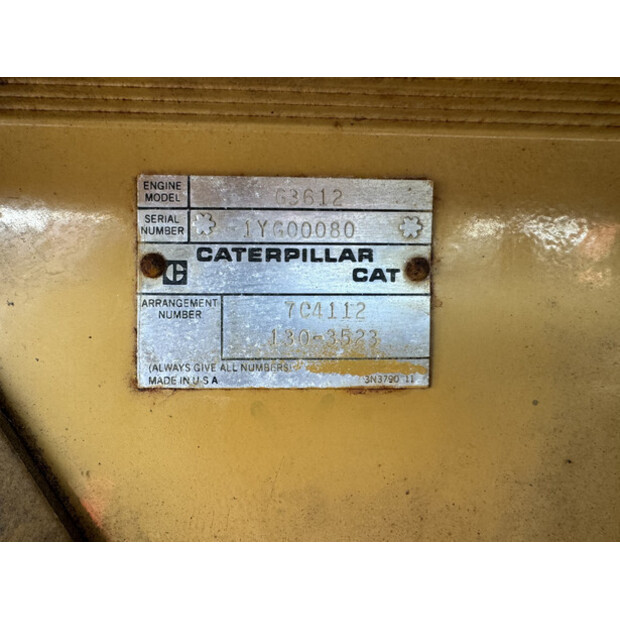 ENGINE MODEL G3612
SERIAL NUMBER 1YG00080
CATERPILLAR
C CAT
ARRANGEMENT NUMBER 7C4112
130-3523
(ALWAYS GIVE ALL NUMBERS)
MADE IN U S A 3N3790 11